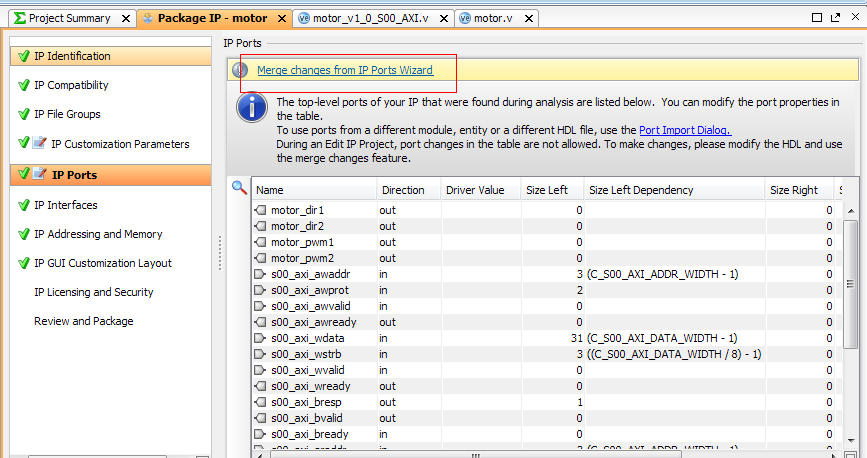 Project Summary
Package IP - motor
motor_v1_0_S00_AXI.v
motor.v
IP Identification
IP Compatibility
IP File Groups
IP Customization Parameters
IP Ports
IP Interfaces
IP Addressing and Memory
IP GUI Customization Layout
IP Licensing and Security
Review and Package
IP Ports
Merge changes from IP Ports Wizard
The top-level ports of your IP that were found during analysis are listed below. You can modify the port properties in
the table.
To use ports from a different module, entity or a different HDL file, use the Port Import Dialog.
During an Edit IP Project, port changes in the table are not allowed. To make changes, please modify the HDL and use
the merge changes feature.
Name Direction Driver Value Size Left Size Left Dependency Size Right
motor_dir1 out 0 0
motor_dir2 out 0 0
motor_pwm1 out 0 0
motor_pwm2 out 0 0
s00_axi_awaddr in 3 (C_S00_AXI_ADDR_WIDTH - 1) 0
s00_axi_awprot in 2 0
s00_axi_awvalid in 0 0
s00_axi_awready out 0 0
s00_axi_wdata in 31 (C_S00_AXI_DATA_WIDTH - 1) 0
s00_axi_wstrb in 3 ((C_S00_AXI_DATA_WIDTH / 8) - 1) 0
s00_axi_wvalid in 0 0
s00_axi_wready out 0 0
s00_axi_bresp out 1 0
s00_axi_bvalid out 0 0
s00_axi_bready in 0 0